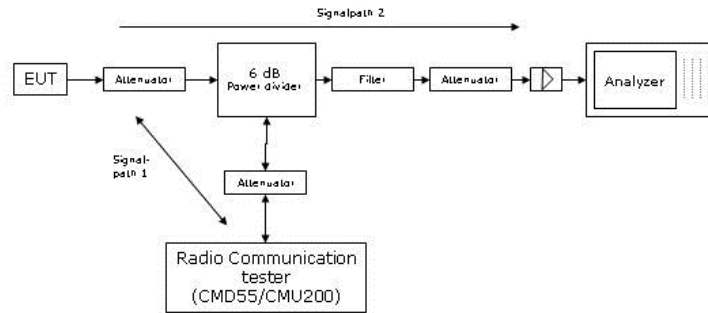 Signalpath 2
EUT
Attenuator
6 dB
Power divider
Filter
Attenuator
Analyzer
Signal-
path 1
Attenuator
Radio Communication
tester
(CMD55/CMU200)